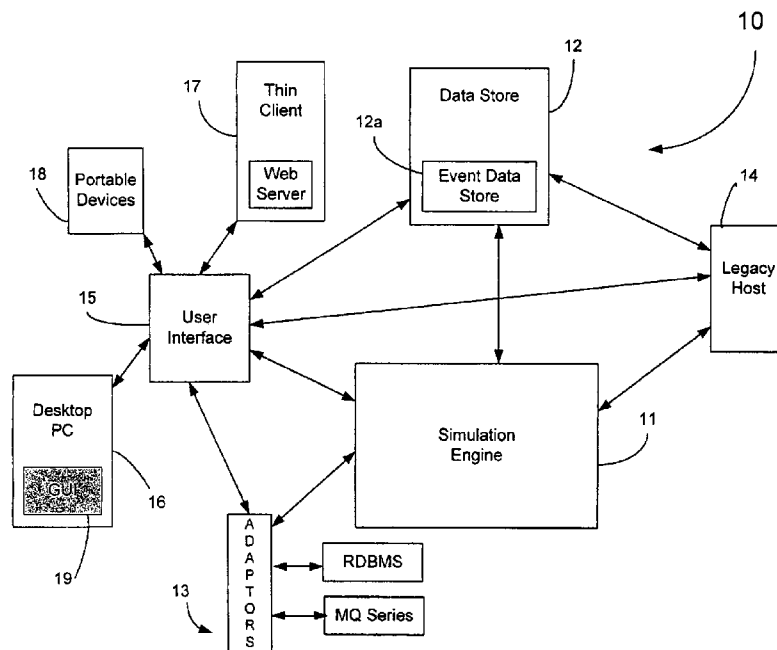 10
12
17
Thin
Client
Data Store
12a
Web
Server
Event Data
Store
18
Portable
Devices
14
Legacy
Host
15
User
Interface
Desktop
PC
Simulation
Engine
11
GUI
16
19
ADAPTORS
RDBMS
13
MQ Series